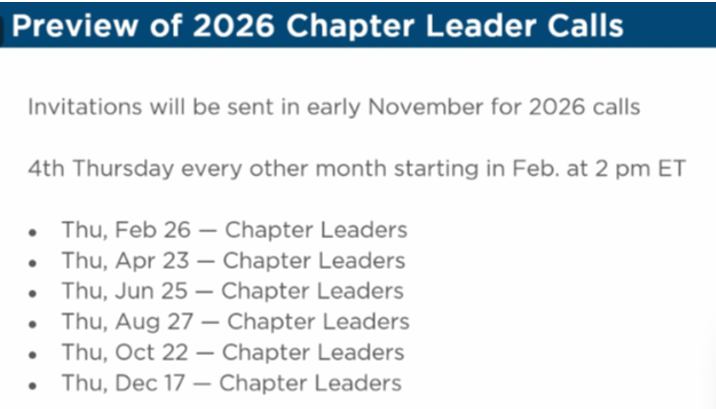 Preview of 2026 Chapter Leader Calls
Invitations will be sent in early November for 2026 calls
4th Thursday every other month starting in Feb. at 2 pm ET
• Thu, Feb 26 — Chapter Leaders
• Thu, Apr 23 — Chapter Leaders
• Thu, Jun 25 — Chapter Leaders
• Thu, Aug 27 — Chapter Leaders
• Thu, Oct 22 — Chapter Leaders
• Thu, Dec 17 — Chapter Leaders